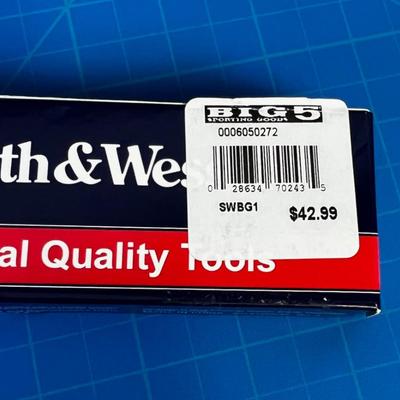 BIG 5
SPORTING GOODS
0006050272
0 28634 70243 5
SWBG1
$42.99
th&Wes
al Quality Tools